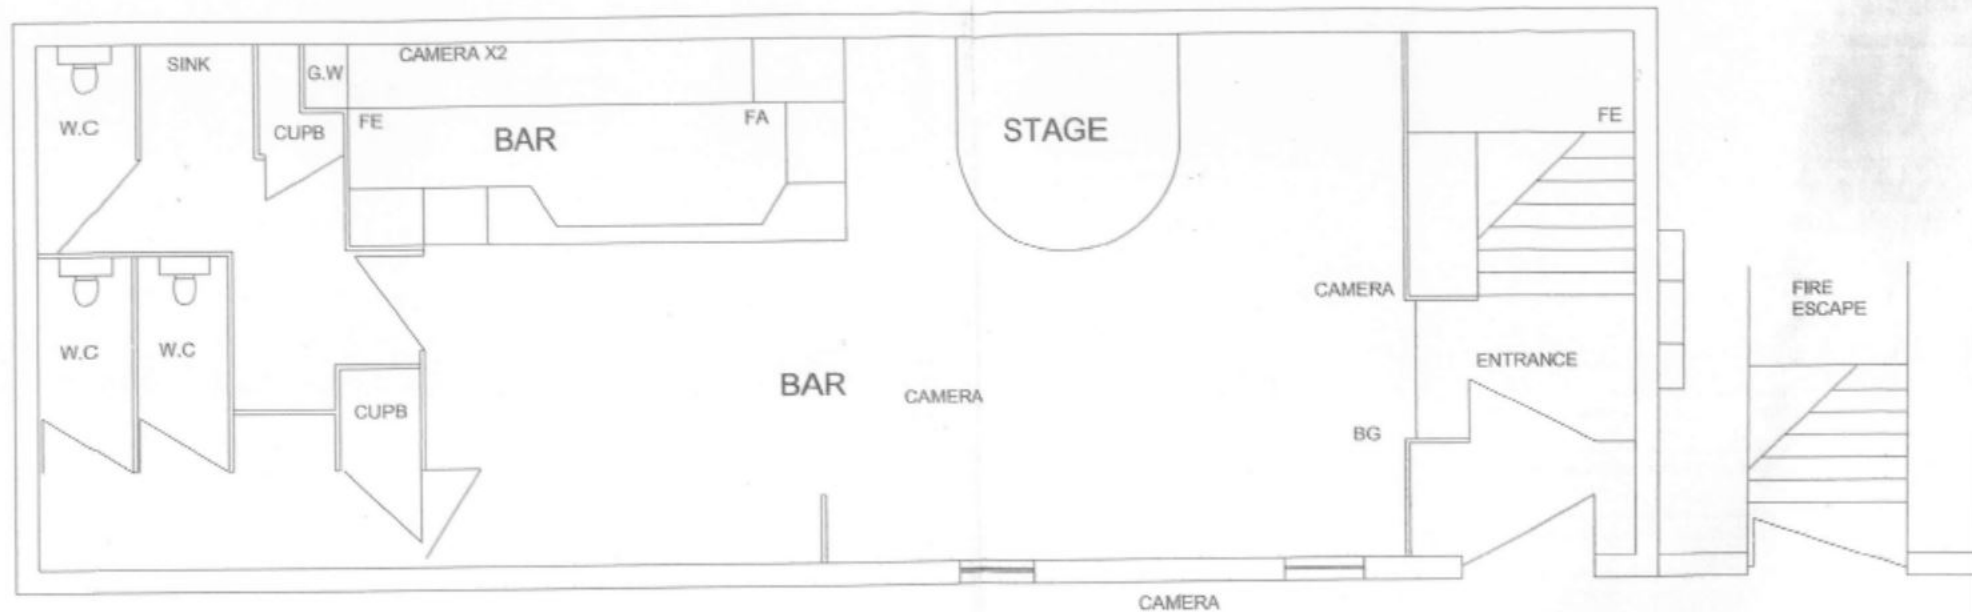 SINK
CAMERA X2
G.W
W.C
CUPB
FE
BAR
FA
STAGE
FE
CAMERA
FIRE
ESCAPE
W.C
W.C
ENTRANCE
BAR
CAMERA
CUPB
BG
CAMERA